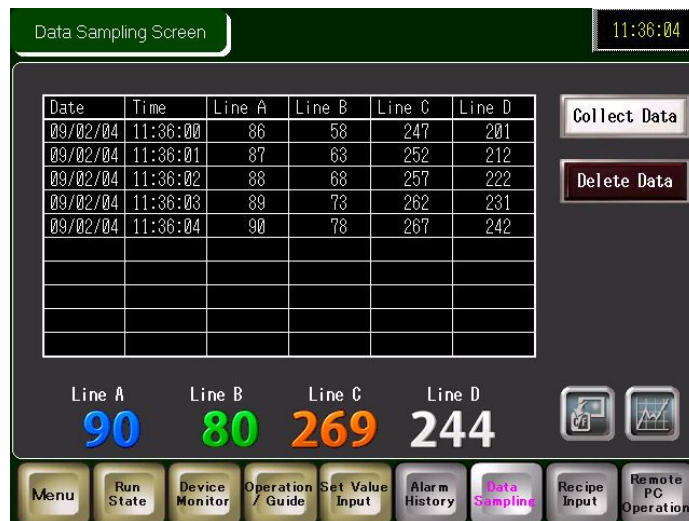 Data Sampling Screen
11:36:04
Date Time Line A Line B Line C Line D
09/02/04 11:36:00 86 58 247 201
09/02/04 11:36:01 87 63 252 212
09/02/04 11:36:02 88 68 257 222
09/02/04 11:36:03 89 73 262 231
09/02/04 11:36:04 90 78 267 242
Collect Data
Delete Data
Line A Line B Line C Line D
90 80 269 244
Menu
Run
State
Device
Monitor
Operation
/ Guide
Set Value
Input
Alarm
History
Data
Sampling
Recipe
Input
Remote
PC
Operation